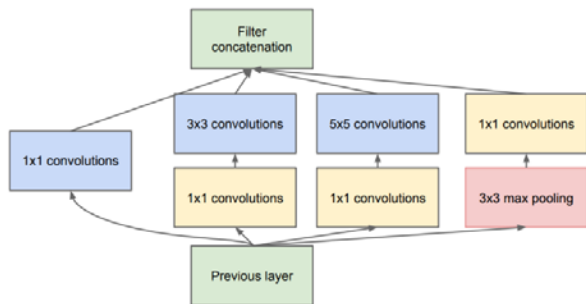 Filter
concatenation
3x3 convolutions
5x5 convolutions
1x1 convolutions
1x1 convolutions
1x1 convolutions
1x1 convolutions
3x3 max pooling
Previous layer